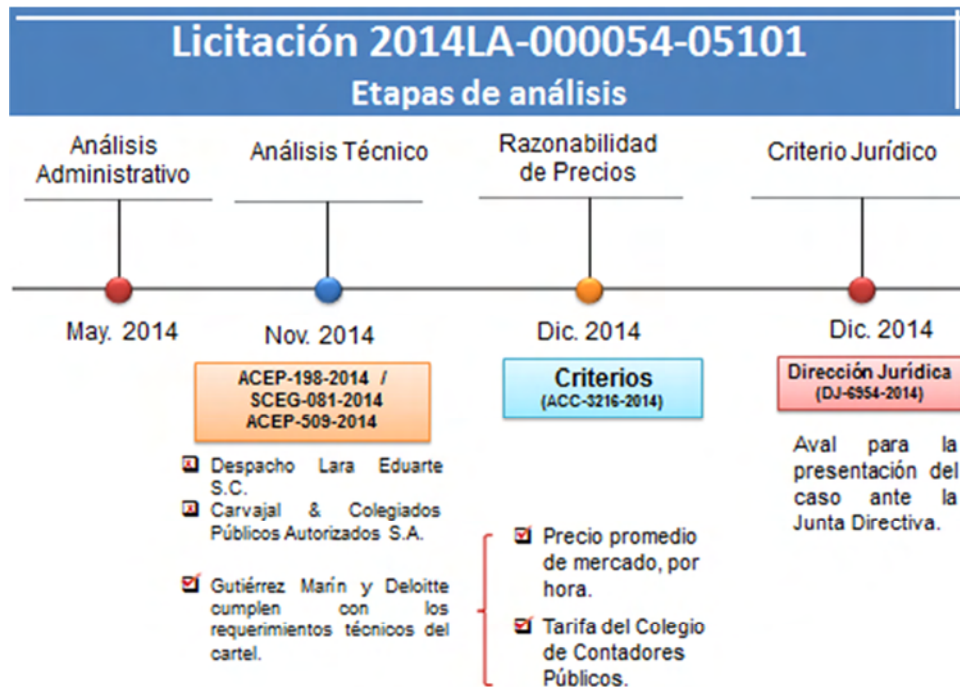 Licitación 2014LA-000054-05101
Etapas de análisis
Análisis
Administrativo
May. 2014
Análisis Técnico
Nov. 2014
ACEP-198-2014 /
SCEG-081-2014
ACEP-509-2014
Despacho Lara Eduarte
S.C.
Carvajal & Colegiados
Públicos Autorizados S.A.
Gutiérrez Marín y Deloitte
cumplen con los
requerimientos técnicos del
cartel.
Razonabilidad
de Precios
Dic. 2014
Criterios
(ACC-3216-2014)
Precio promedio
de mercado, por
hora.
Tarifa del Colegio
de Contadores
Públicos.
Criterio Jurídico
Dic. 2014
Dirección Jurídica
(DJ-6954-2014)
Aval para la
presentación del
caso ante la
Junta Directiva.